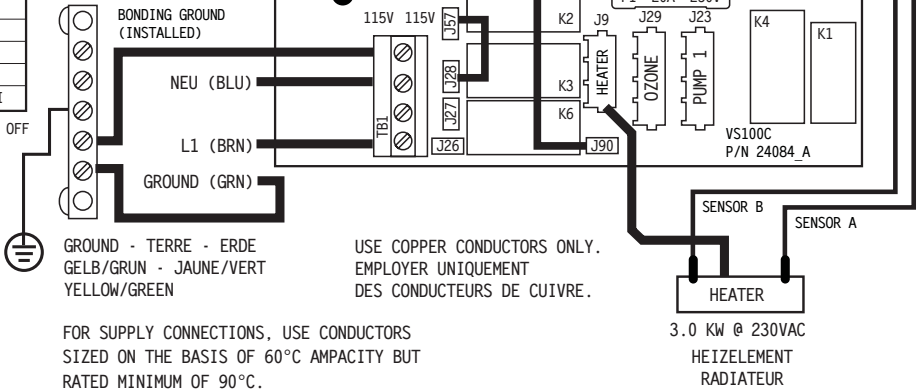 BONDING GROUND
(INSTALLED)
115V 115V
J57
K2
J9
J29
J23
K4
K1
NEU (BLU)
J28
K3
HEATER
OZONE
PUMP 1
OFF
J27
K6
TB1
L1 (BRN)
J26
J90
VS100C
P/N 24084_A
GROUND (GRN)
SENSOR B
SENSOR A
GROUND - TERRE - ERDE
GELB/GRUN - JAUNE/VERT
YELLOW/GREEN
USE COPPER CONDUCTORS ONLY.
EMPLOYER UNIQUEMENT
DES CONDUCTEURS DE CUIVRE.
HEATER
3.0 KW @ 230VAC
HEIZELEMENT
RADIATEUR
FOR SUPPLY CONNECTIONS, USE CONDUCTORS
SIZED ON THE BASIS OF 60°C AMPACITY BUT
RATED MINIMUM OF 90°C.